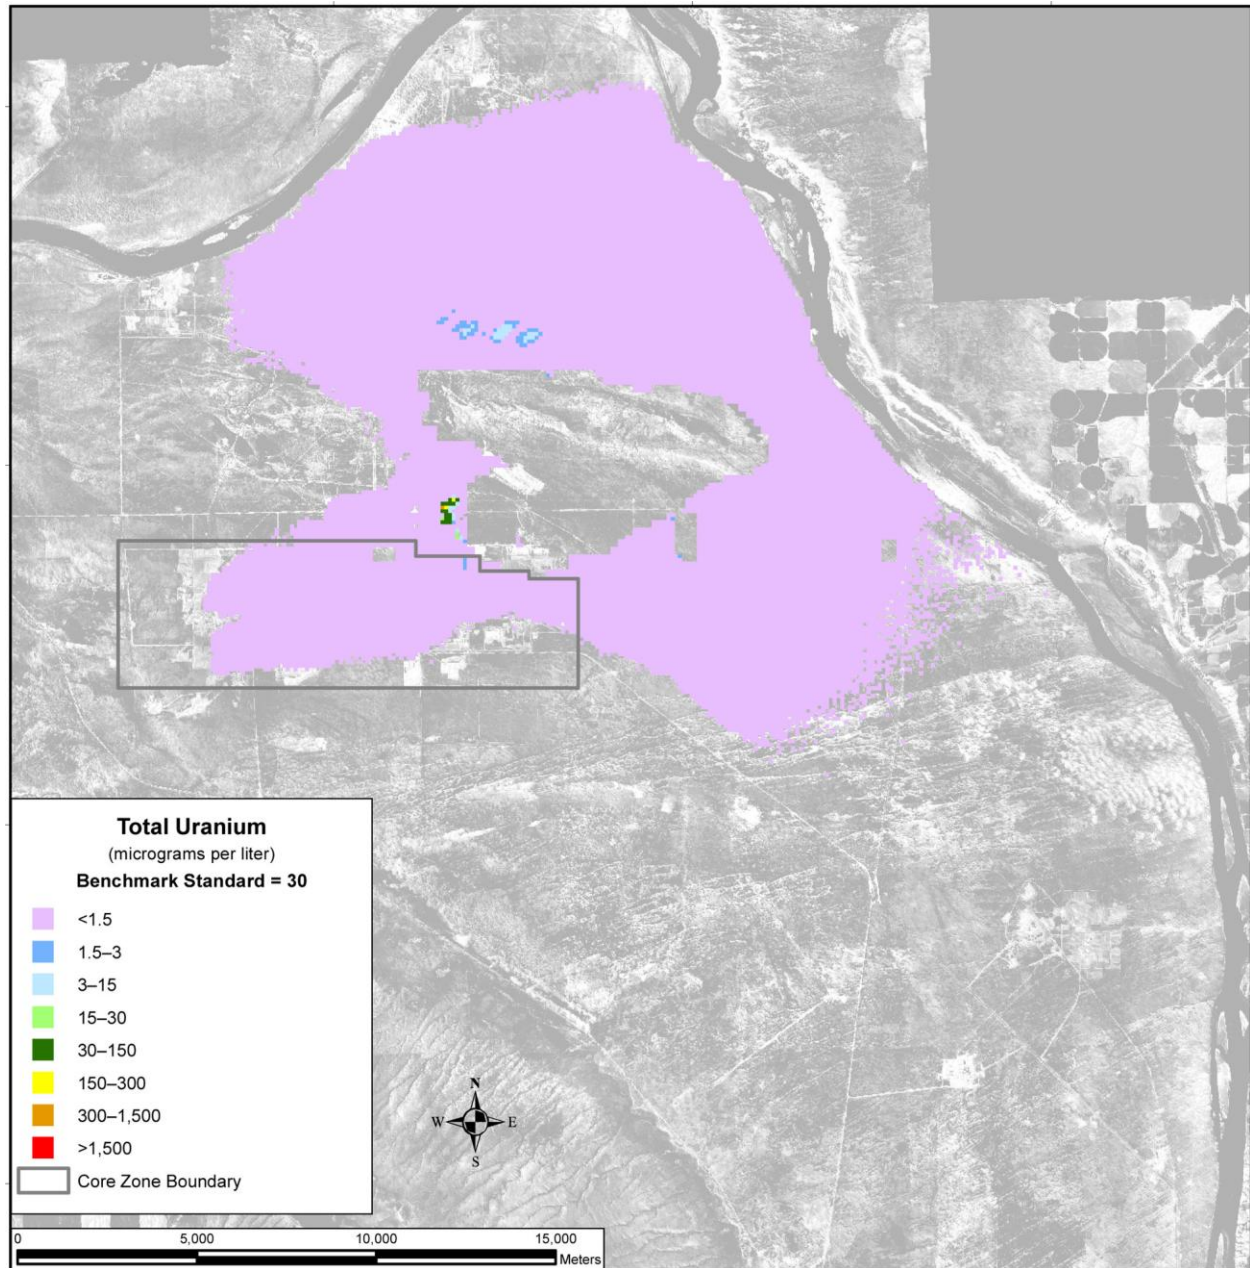 Total Uranium
(micrograms per liter)
Benchmark Standard = 30
<1.5
1.5–3
3–15
15–30
30–150
150–300
300–1,500
>1,500
Core Zone Boundary
N
W E
S
0 5,000 10,000 15,000
Meters